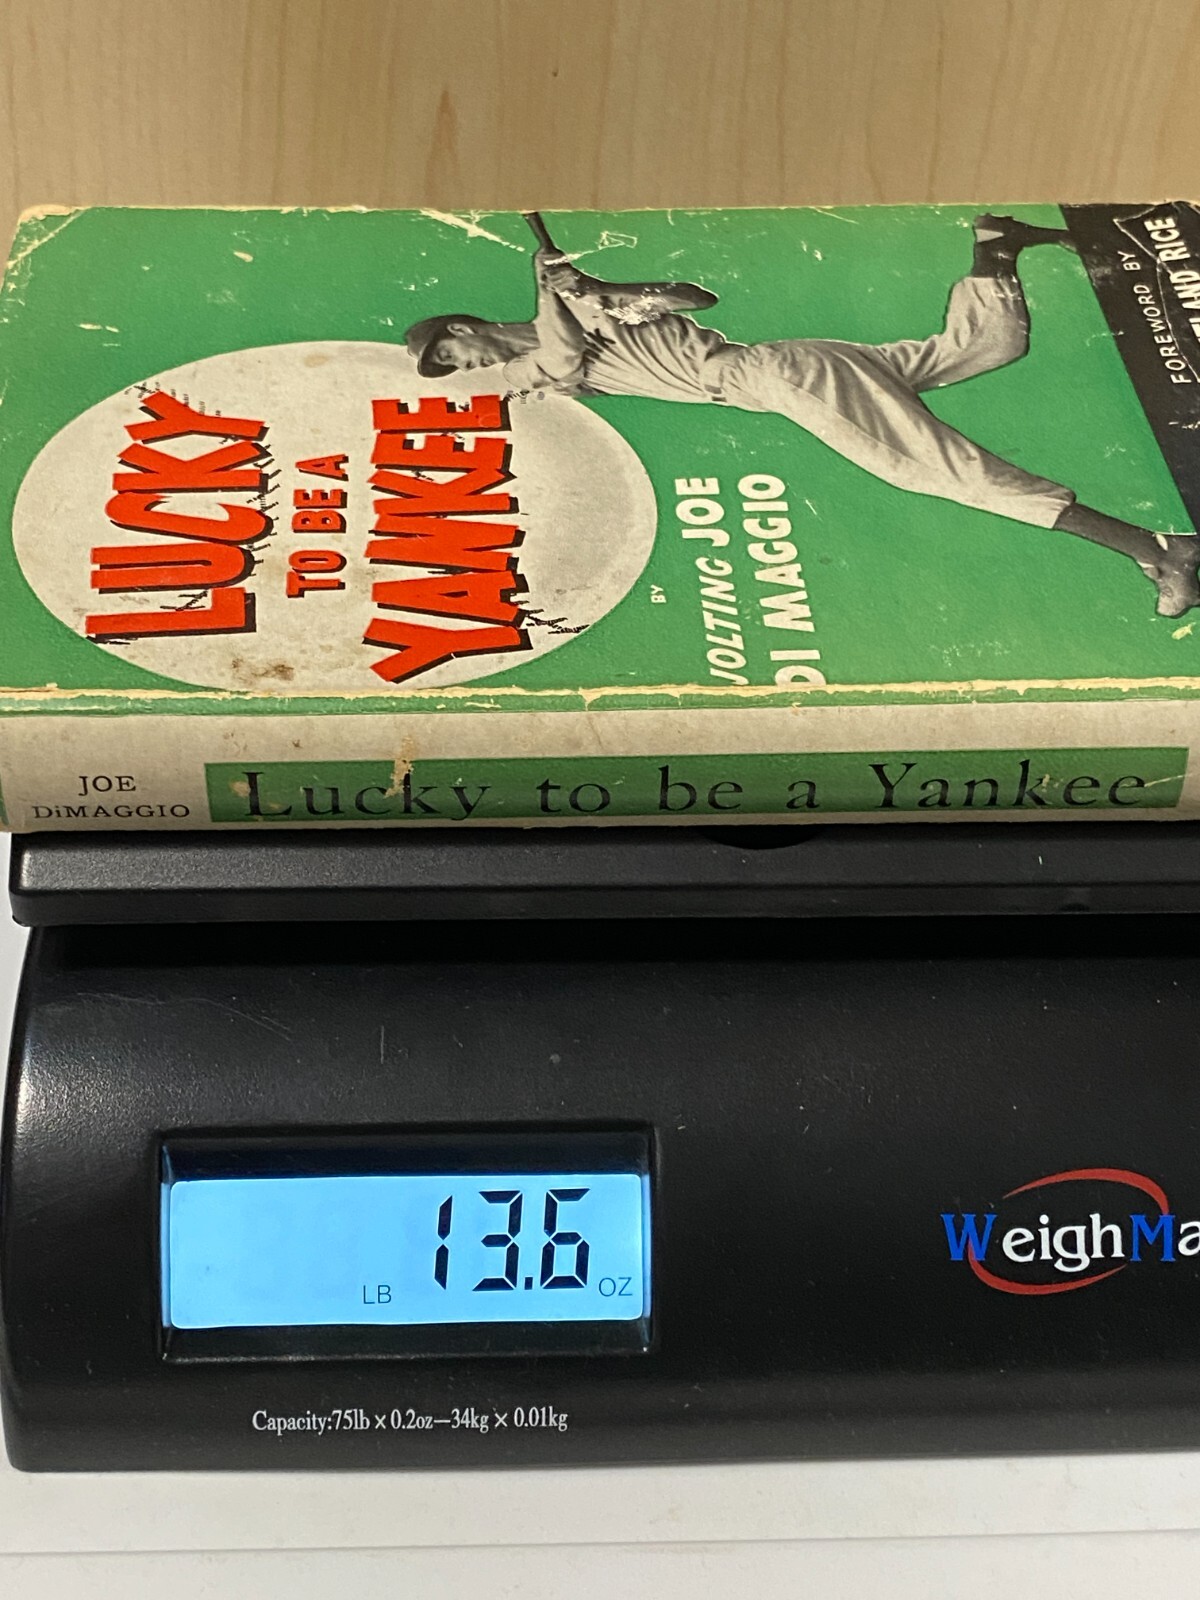 LUCKY
TO BE A
YANKEE
BY
JOLTING JOE
DI MAGGIO
FOREWORD BY
RICE
JOE
DiMAGGIO
Lucky to be a Yankee
13.6
LB
OZ
WeighMa
Capacity:75lb × 0.2oz—34kg × 0.01kg